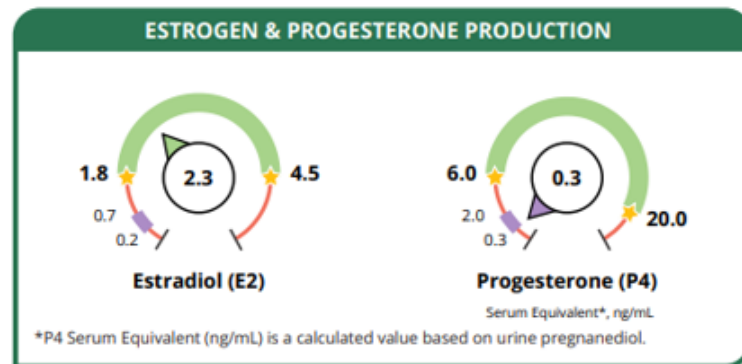 ESTROGEN & PROGESTERONE PRODUCTION
1.8
2.3
4.5
0.7
0.2
Estradiol (E2)
6.0
0.3
20.0
2.0
0.3
Progesterone (P4)
Serum Equivalent*, ng/mL
*P4 Serum Equivalent (ng/mL) is a calculated value based on urine pregnanediol.